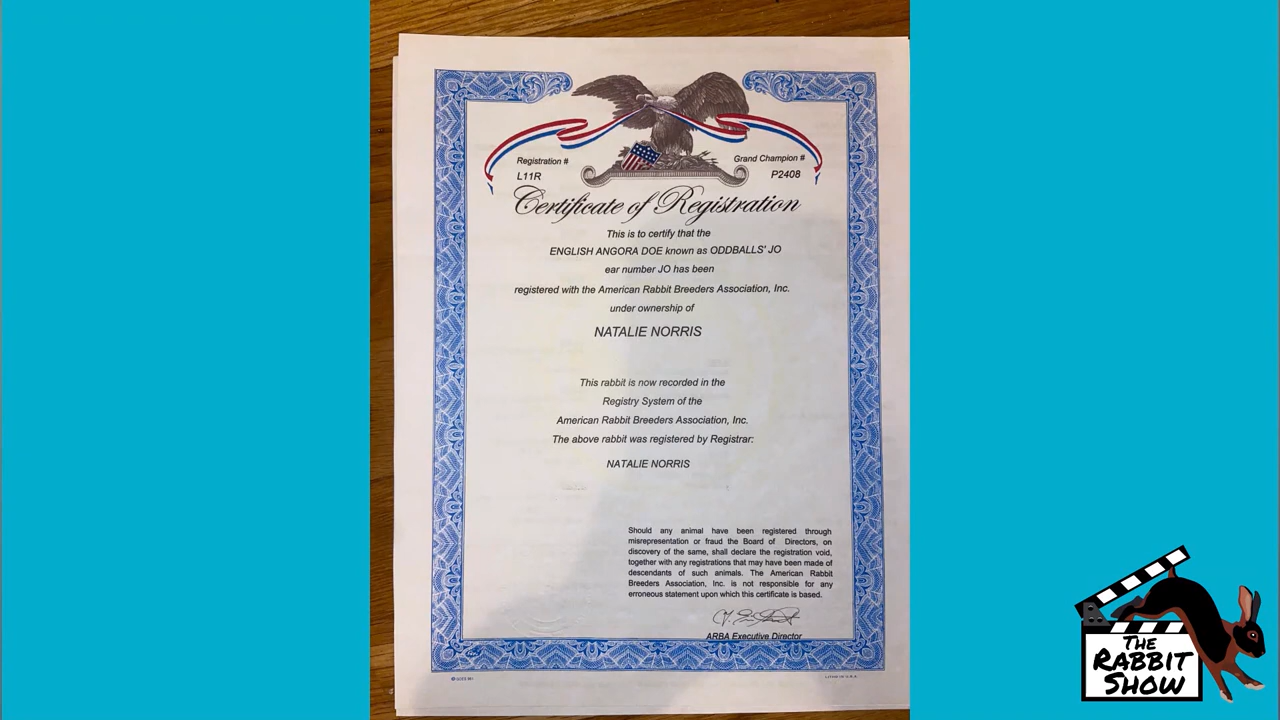 Registration #
L11R
Grand Champion #
P2408
Certificate of Registration
This is to certify that the
ENGLISH ANGORA DOE known as ODDBALLS' JO
ear number JO has been
registered with the American Rabbit Breeders Association, Inc.
under ownership of
NATALIE NORRIS
This rabbit is now recorded in the
Registry System of the
American Rabbit Breeders Association, Inc.
The above rabbit was registered by Registrar:
NATALIE NORRIS
Should any animal have been registered through
misrepresentation or fraud the Board of Directors, on
discovery of the same, shall declare the registration void,
together with any registrations that may have been made of
descendants of such animals. The American Rabbit
Breeders Association, Inc. is not responsible for any
erroneous statement upon which this certificate is based.
ARBA Executive Director
LITHO IN U.S.A.
THE
RABBIT
SHOW